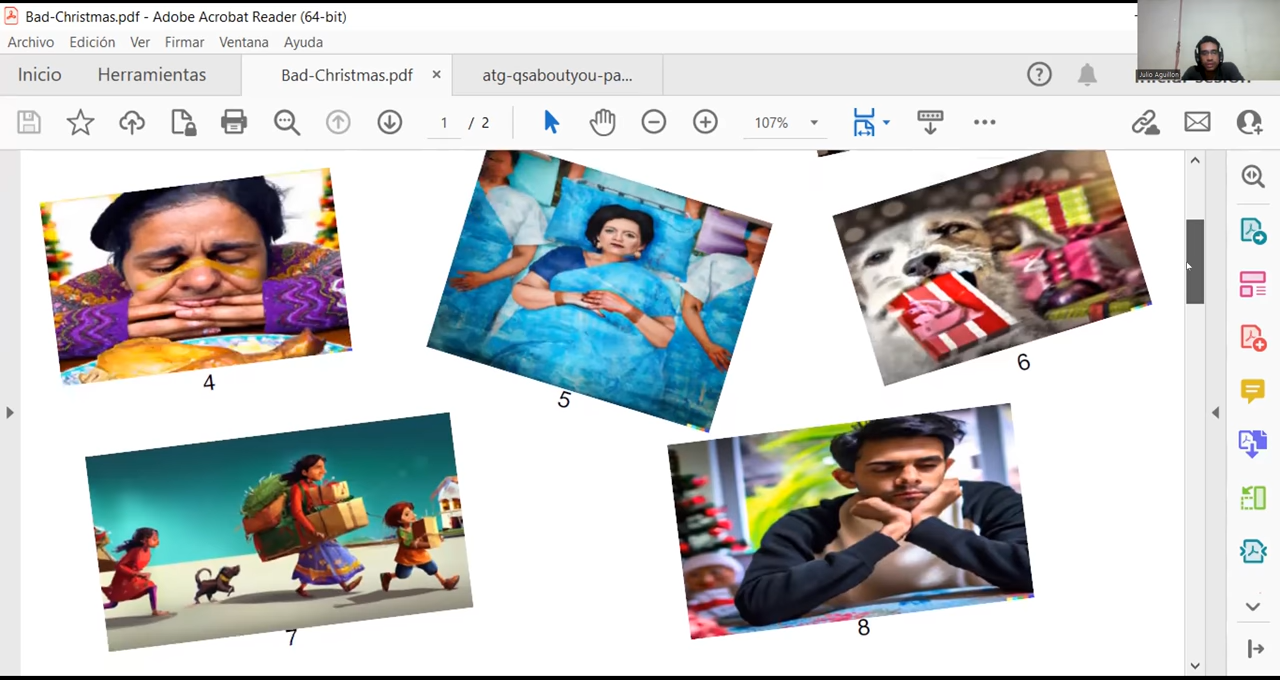 Bad-Christmas.pdf - Adobe Acrobat Reader (64-bit)
Archivo Edición Ver Firmar Ventana Ayuda
Inicio Herramientas Bad-Christmas.pdf × atg-qsaboutyou-pa...
Julio Aguillon
1 / 2 107%
4
5
6
7
8